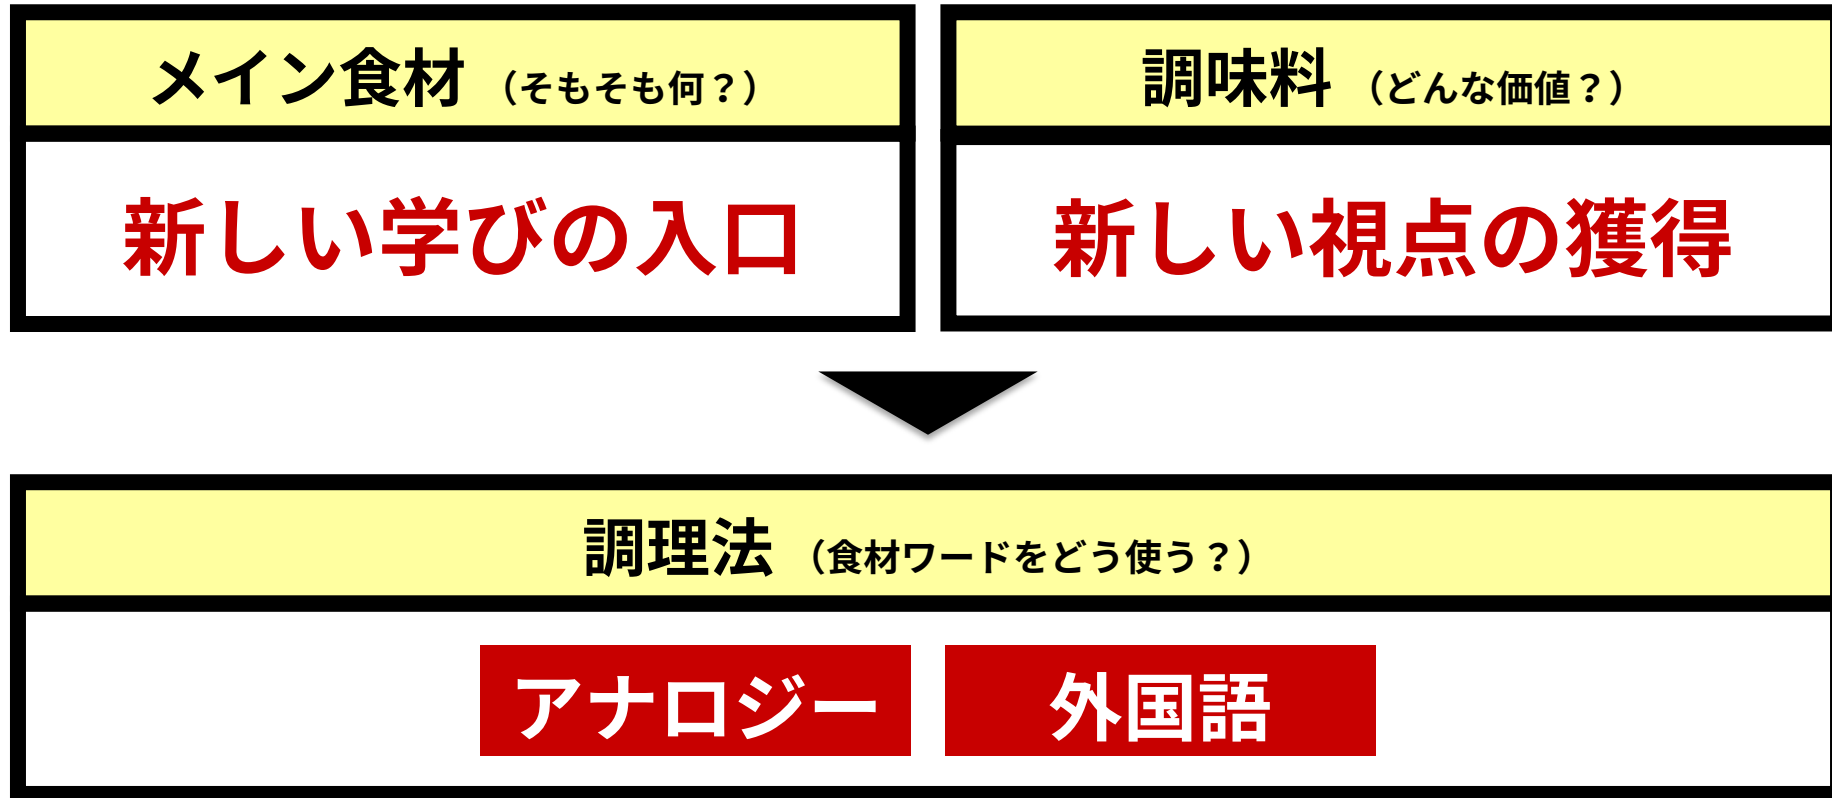 メイン食材 （そもそも何？）
新しい学びの入口
調味料 （どんな価値？）
新しい視点の獲得
調理法 （食材ワードをどう使う？）
アナロジー
外国語